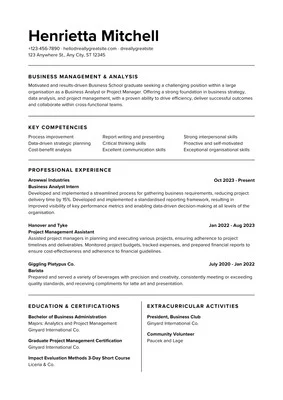 Henrietta Mitchell
+123-456-7890 · hello@reallygreatsite · @reallygreatsite
123 Anywhere St., Any City, ST 12345
BUSINESS MANAGEMENT & ANALYSIS
Motivated and results-driven Business School graduate seeking a challenging position within a large
organisation as a Business Analyst or Project Manager. Offering a strong foundation in business strategy,
data analysis, and project management, with a proven ability to drive efficiency, deliver successful outcomes
and collaborate within cross-functional teams.
KEY COMPETENCIES
Process improvement
Data-driven strategic planning
Cost-benefit analysis
Report writing and presenting
Critical thinking skills
Excellent communication skills
Strong interpersonal skills
Proactive and self-motivated
Exceptional organisational skills
PROFESSIONAL EXPERIENCE
Arowwai Industries Oct 2023 - Present
Business Analyst Intern
Developed and implemented a streamlined process for gathering business requirements, reducing project
delivery time by 15%. Developed and implemented a standardised reporting framework, resulting in
improved visibility of key performance metrics and enabling data-driven decision-making at all levels of the
organisation
Hanover and Tyke Jan 2022 - Aug 2023
Project Management Assistant
Assisted project managers in planning and executing various projects, ensuring adherence to project
timelines and deliverables. Monitored project budgets, tracked expenses, and prepared financial reports to
ensure cost-effectiveness and adherence to financial guidelines.
Giggling Platypus Co. July 2020 - Jan 2022
Barista
Prepared and served a variety of beverages with precision and creativity, consistently meeting or exceeding
quality standards, and receiving compliments for latte art and presentation.
EDUCATION & CERTIFICATIONS
Bachelor of Business Administration
Majors: Analytics and Project Management
Ginyard International Co.
Graduate Project Management Certification
Ginyard International Co.
Impact Evaluation Methods 3-Day Short Course
Liceria & Co.
EXTRACURRICULAR ACTIVITIES
President, Business Club
Ginyard International Co.
Community Volunteer
Paucek and Lage